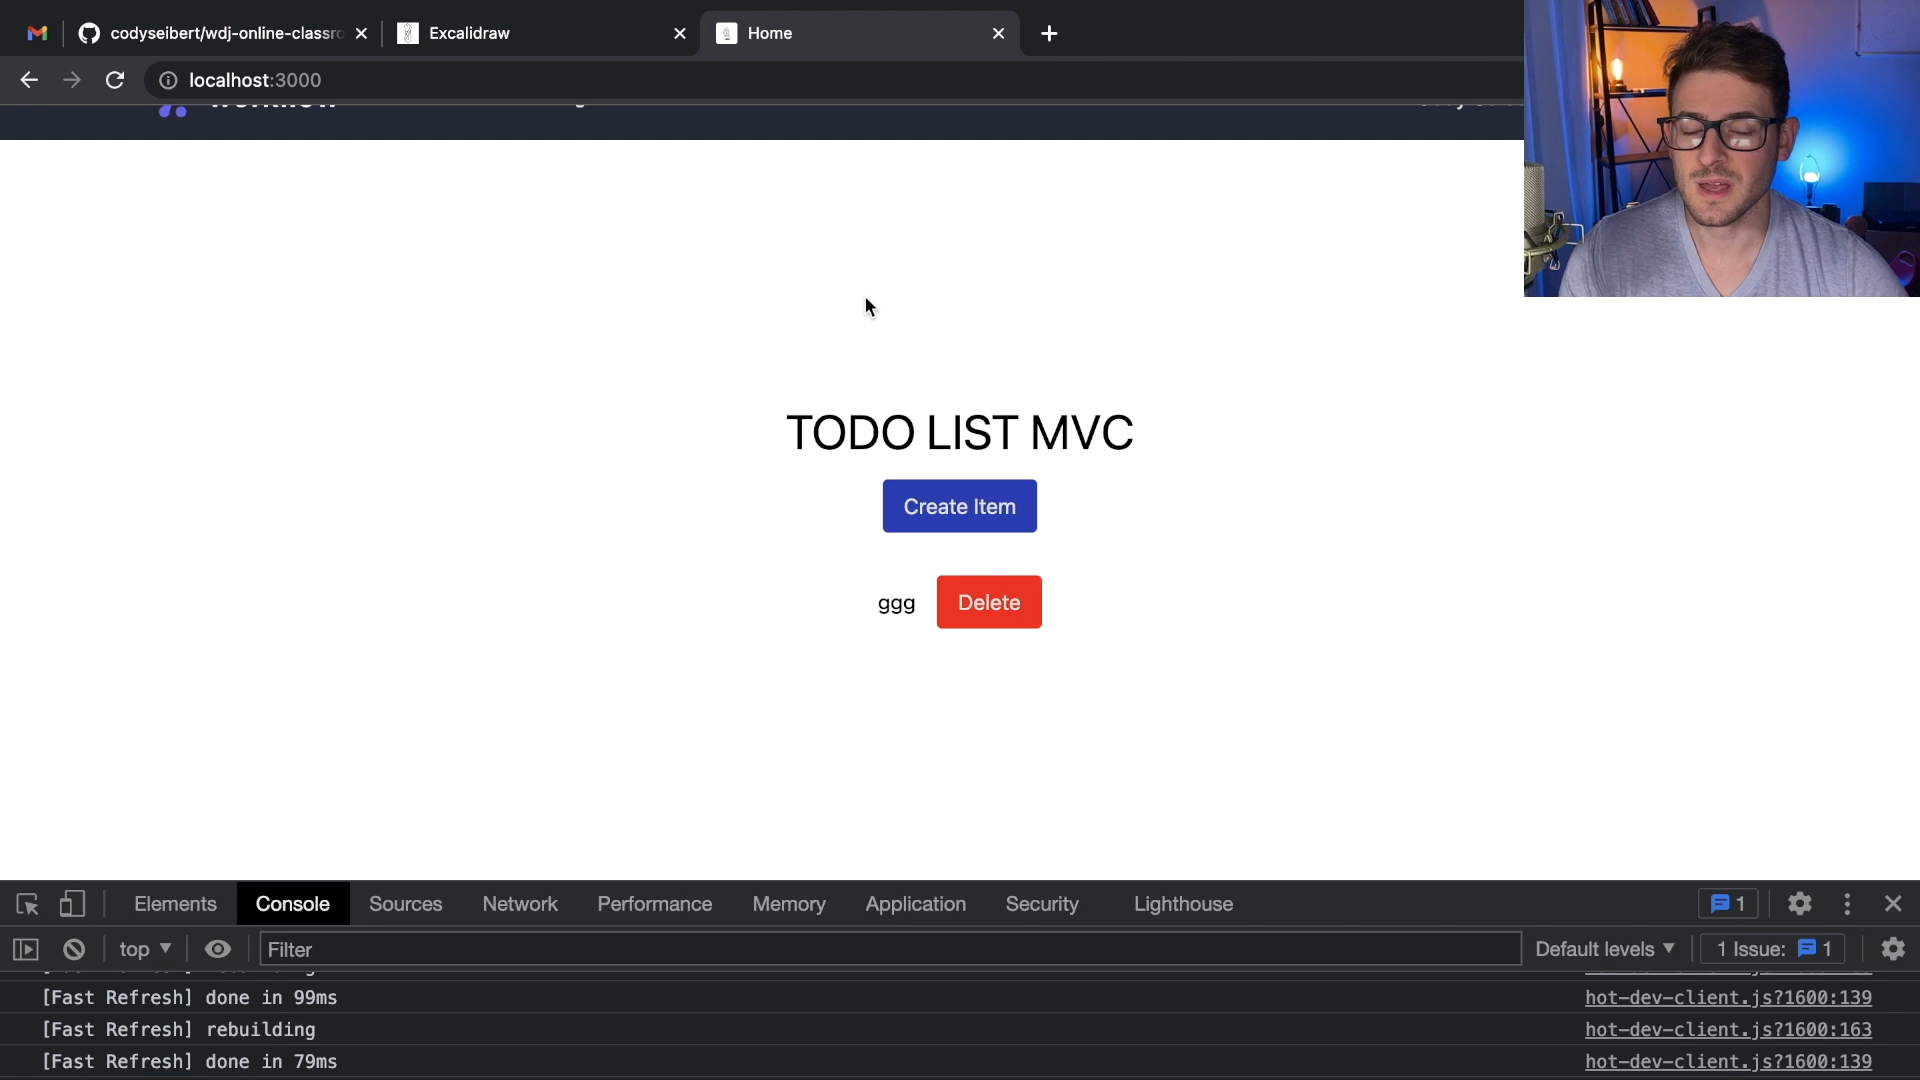 codyseibert/wdj-online-classro
Excalidraw
Home
localhost:3000
TODO LIST MVC
Create Item
ggg
Delete
Elements
Console
Sources
Network
Performance
Memory
Application
Security
Lighthouse
1
top
Filter
Default levels
1 Issue:
1
[Fast Refresh] done in 99ms
hot-dev-client.js?1600:139
[Fast Refresh] rebuilding
hot-dev-client.js?1600:163
[Fast Refresh] done in 79ms
hot-dev-client.js?1600:139